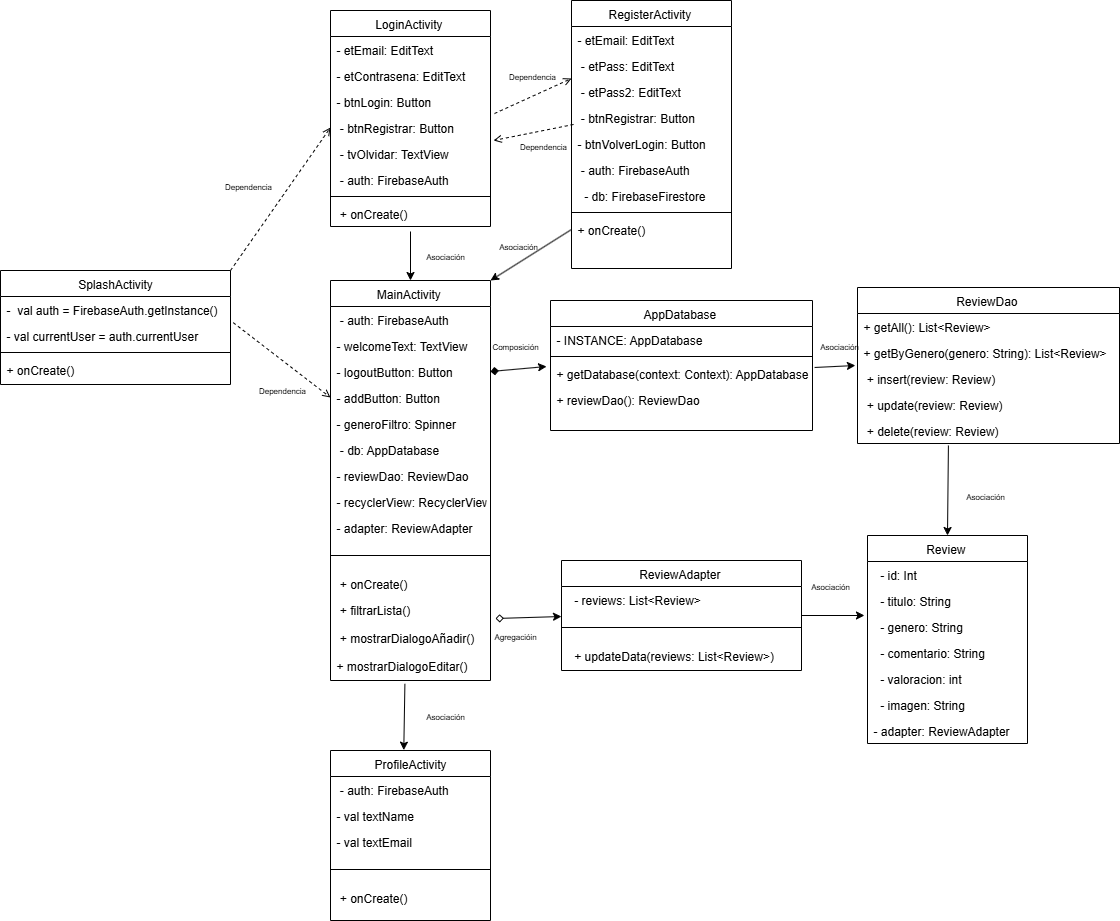 LoginActivity
- etEmail: EditText
- etContrasena: EditText
- btnLogin: Button
- btnRegistrar: Button
- tvOlvidar: TextView
- auth: FirebaseAuth
+ onCreate()
RegisterActivity
- etEmail: EditText
- etPass: EditText
- etPass2: EditText
- btnRegistrar: Button
- btnVolverLogin: Button
- auth: FirebaseAuth
- db: FirebaseFirestore
+ onCreate()
Dependencia
Dependencia
Dependencia
Asociación
Asociación
SplashActivity
- val auth = FirebaseAuth.getInstance()
- val currentUser = auth.currentUser
+ onCreate()
Dependencia
MainActivity
- auth: FirebaseAuth
- welcomeText: TextView
- logoutButton: Button
- addButton: Button
- generoFiltro: Spinner
- db: AppDatabase
- reviewDao: ReviewDao
- recyclerView: RecyclerView
- adapter: ReviewAdapter
+ onCreate()
+ filtrarLista()
+ mostrarDialogoAñadir()
+ mostrarDialogoEditar()
Composición
AppDatabase
- INSTANCE: AppDatabase
+ getDatabase(context: Context): AppDatabase
+ reviewDao(): ReviewDao
Asociación
ReviewDao
+ getAll(): List<Review>
+ getByGenero(genero: String): List<Review>
+ insert(review: Review)
+ update(review: Review)
+ delete(review: Review)
Asociación
Agregacióin
ReviewAdapter
- reviews: List<Review>
+ updateData(reviews: List<Review>)
Asociación
Review
- id: Int
- titulo: String
- genero: String
- comentario: String
- valoracion: int
- imagen: String
- adapter: ReviewAdapter
Asociación
ProfileActivity
- auth: FirebaseAuth
- val textName
- val textEmail
+ onCreate()